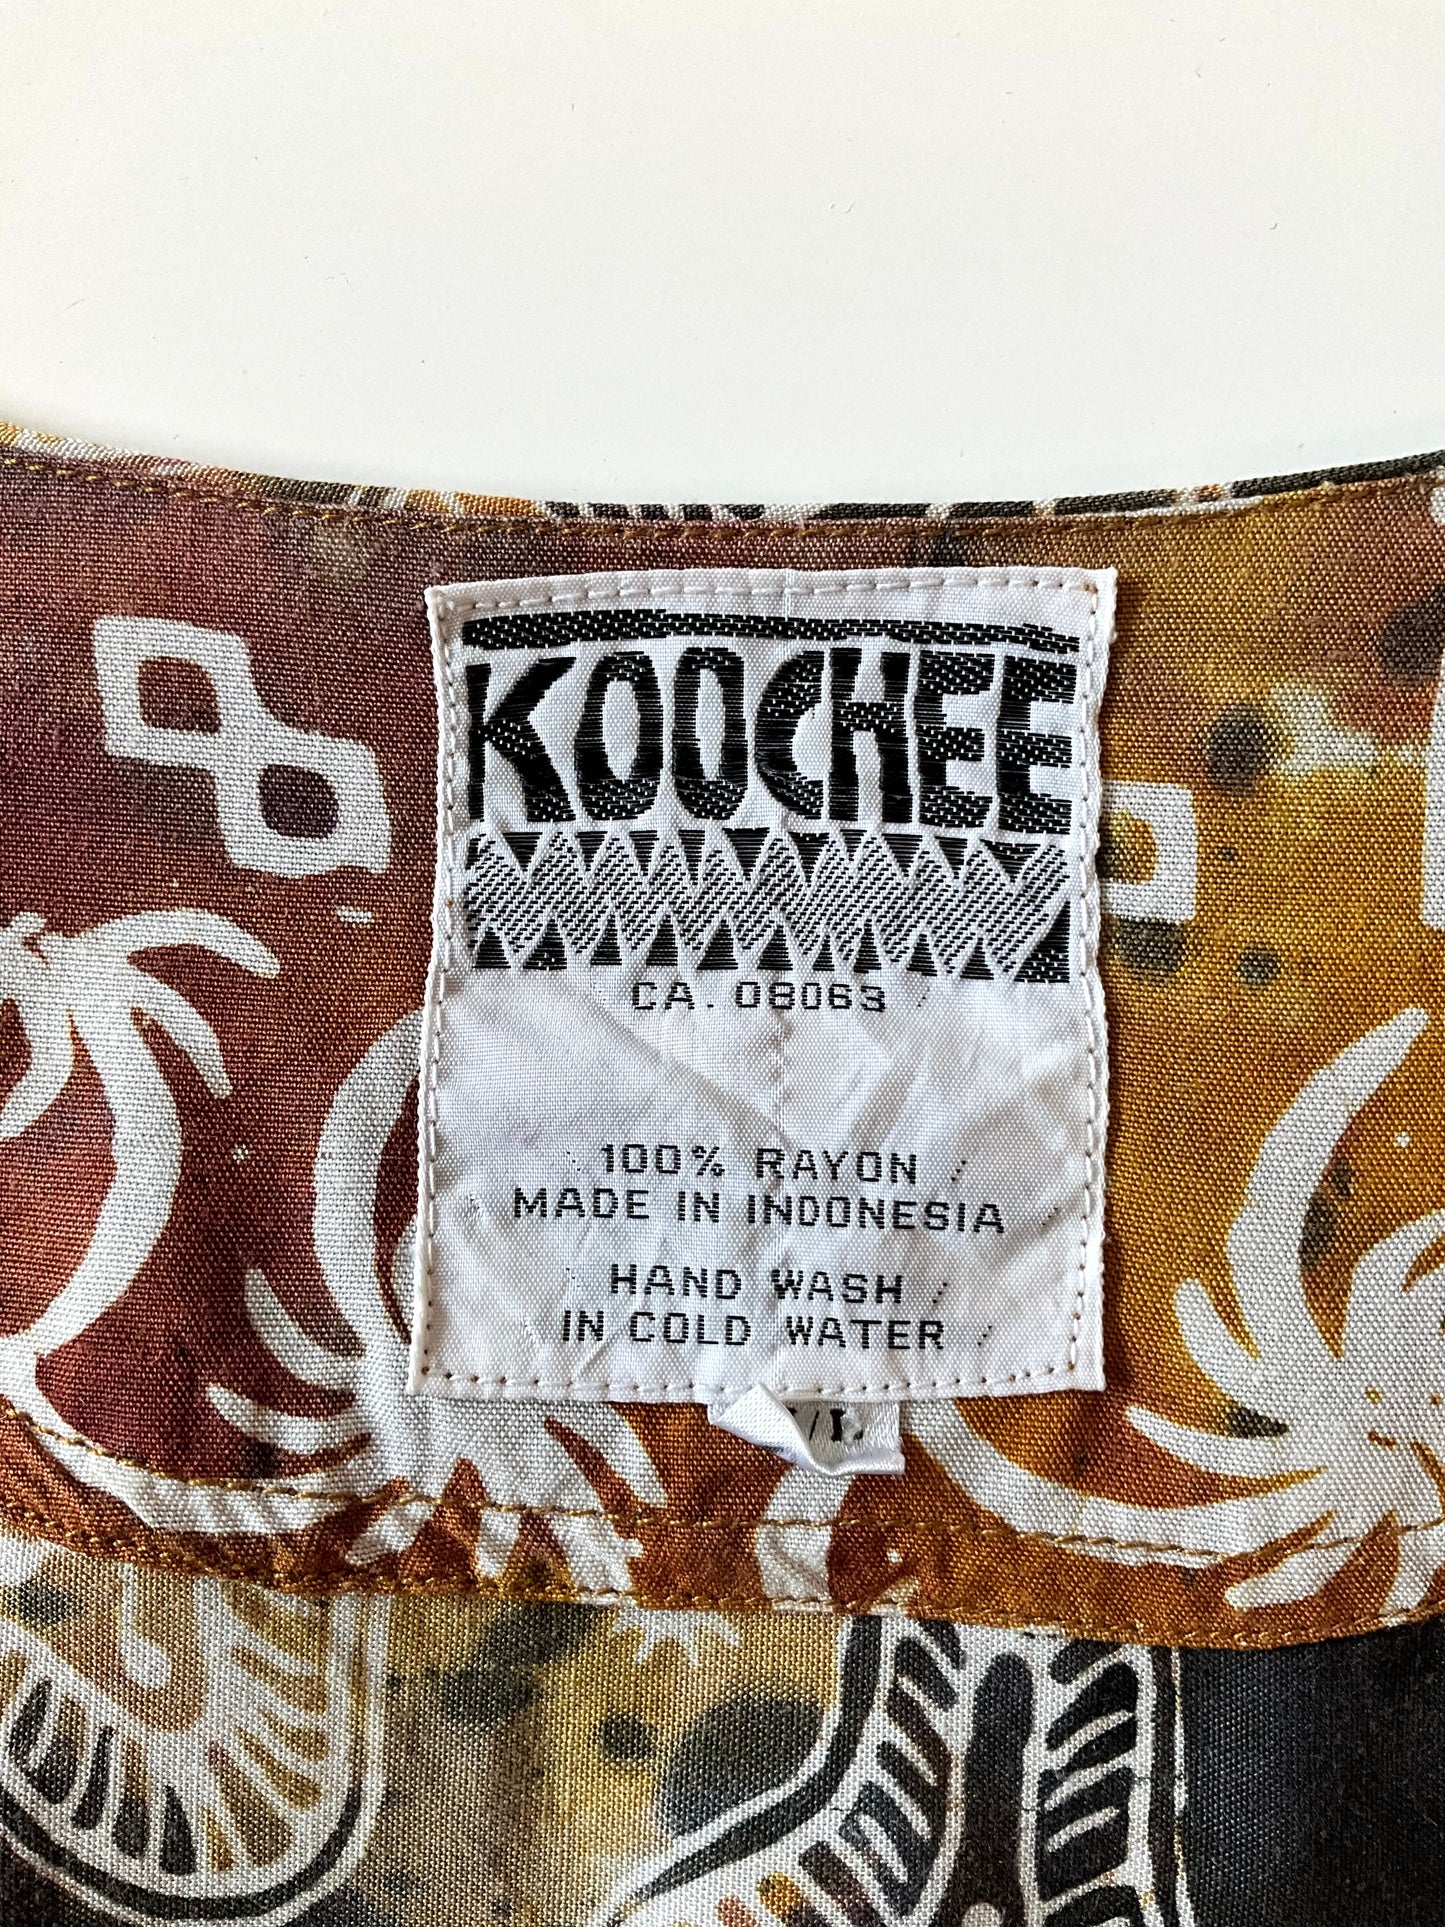 KOOCHEE
CA. 08063
100% RAYON
MADE IN INDONESIA
HAND WASH
IN COLD WATER